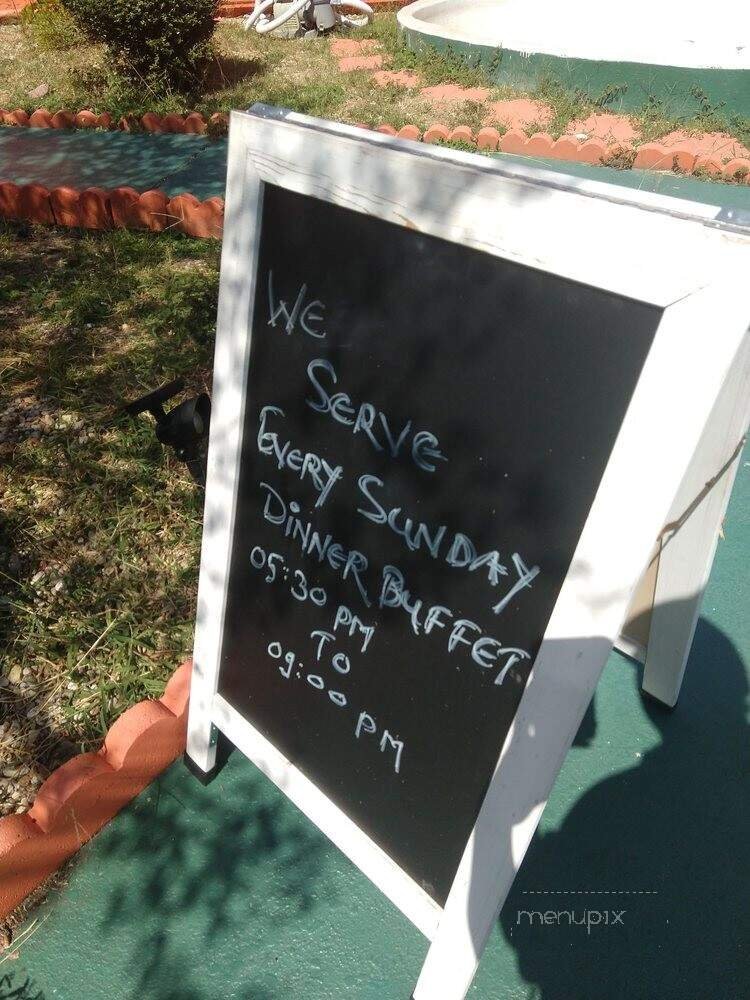 WE
SERVE
EVERY SUNDAY
DINNER BUFFET
05:30 PM
TO
09:00 PM
menupix